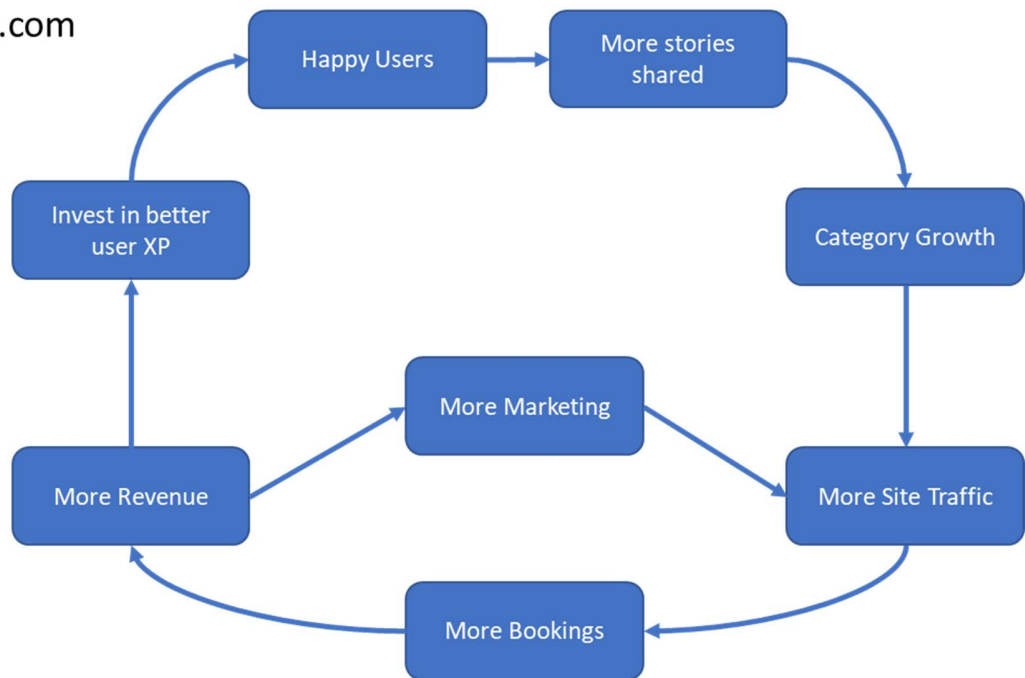 .com
Happy Users
More stories
shared
Invest in better
user XP
Category Growth
More Marketing
More Revenue
More Site Traffic
More Bookings